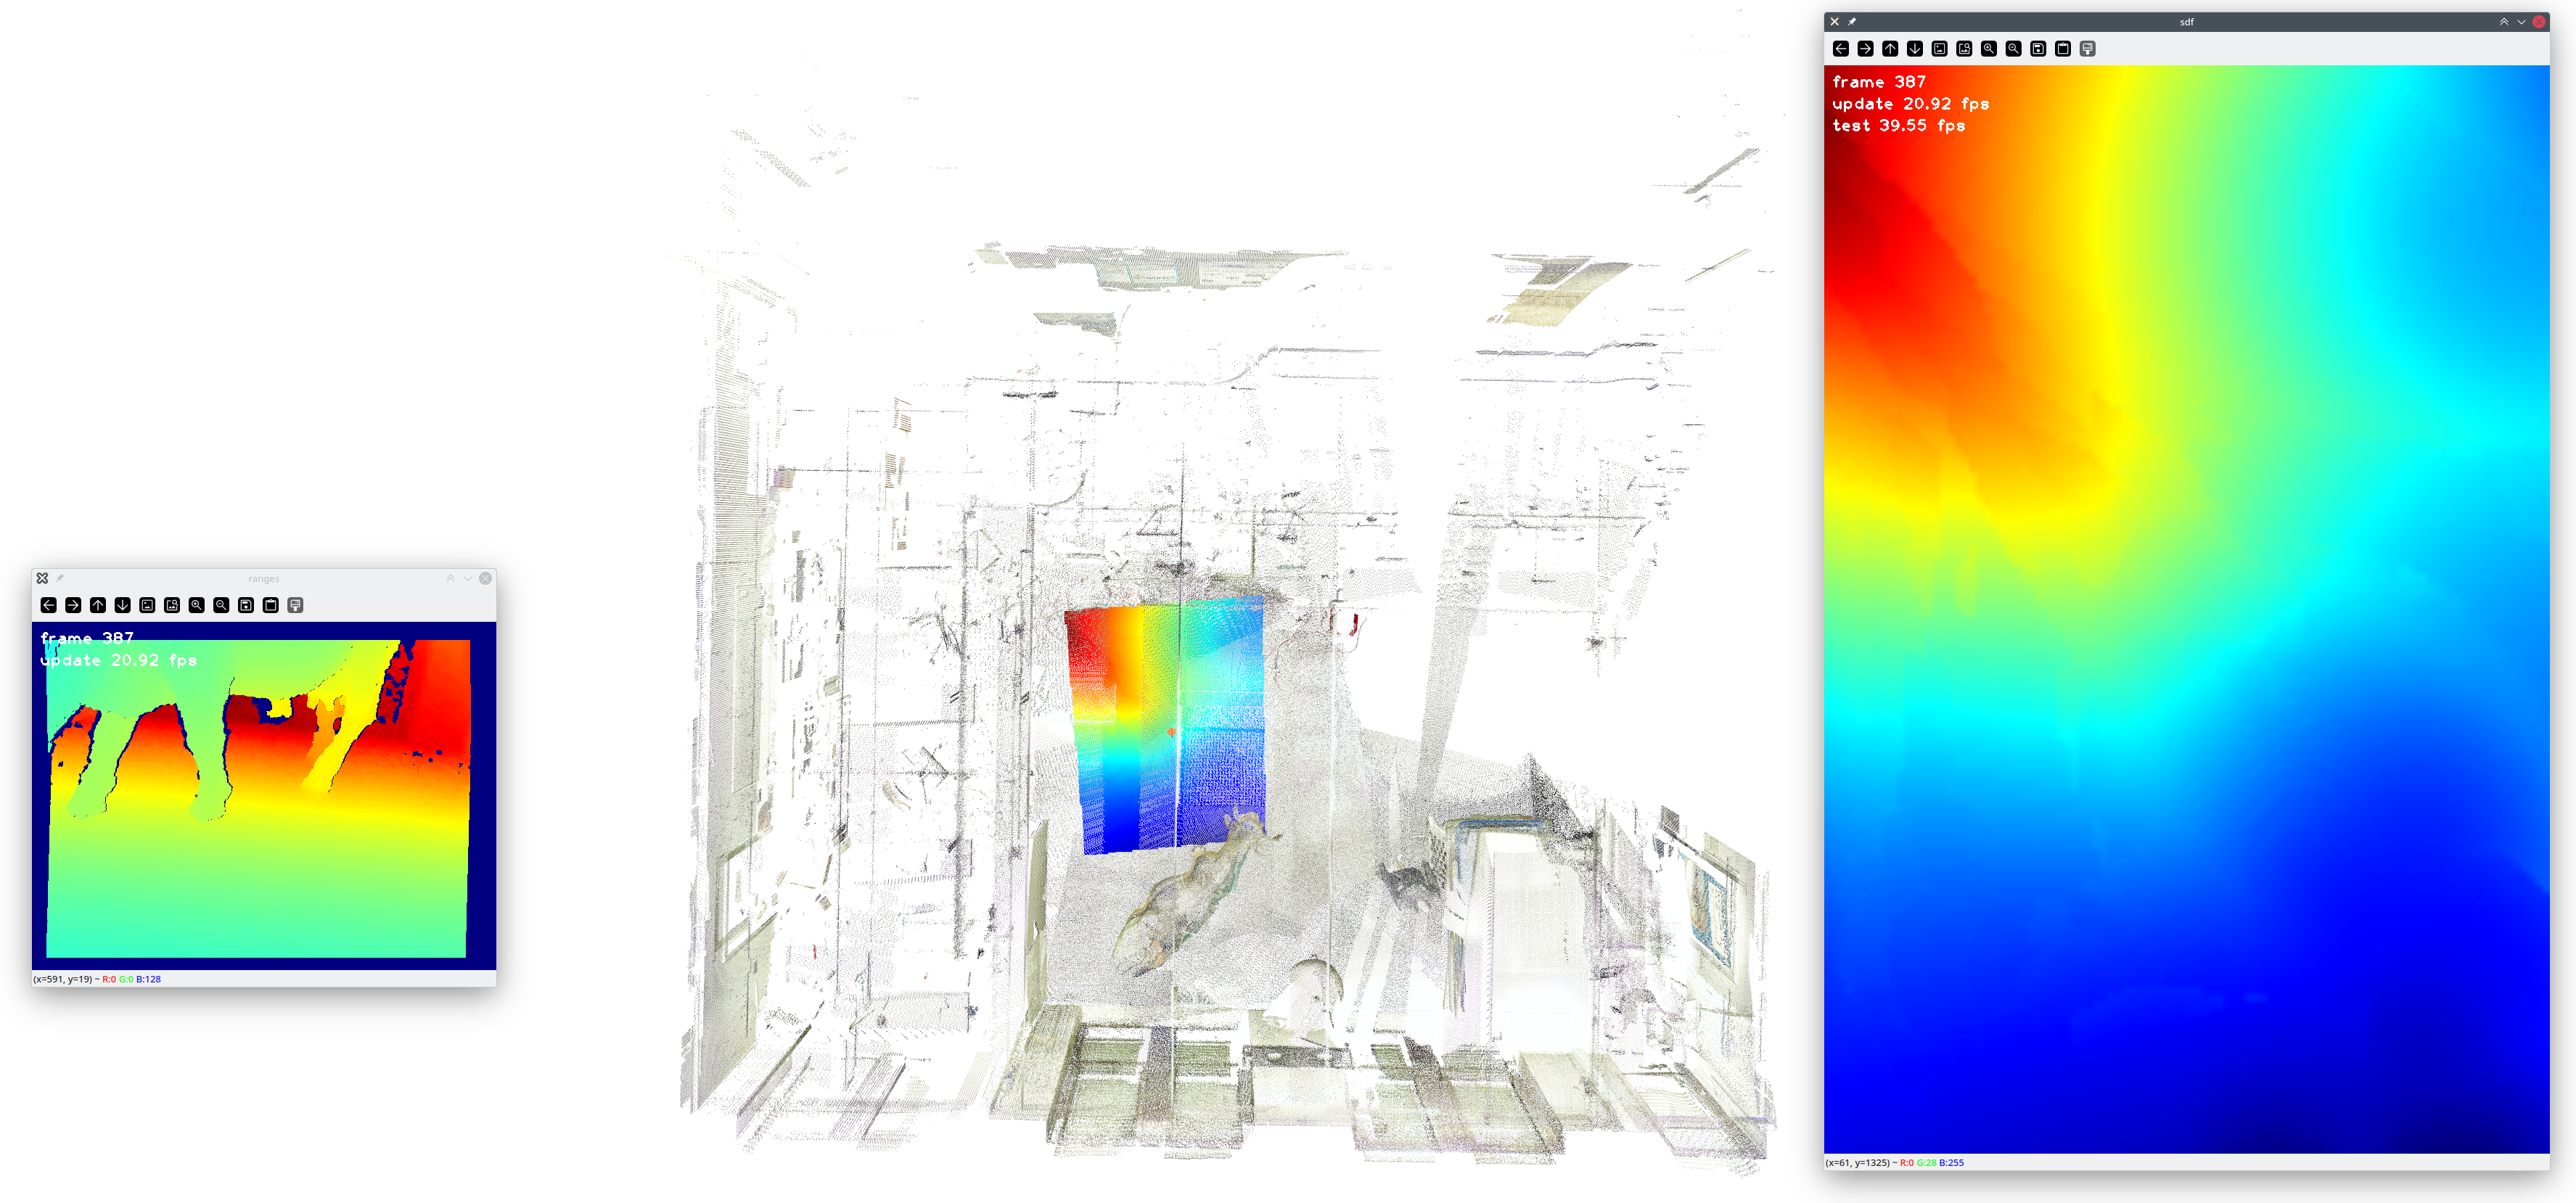 ranges
frame 387
update 20.92 fps
(x=591, y=19) ~ R:0 G:0 B:128
sdf
frame 387
update 20.92 fps
test 39.55 fps
(x=61, y=1325) ~ R:0 G:28 B:255